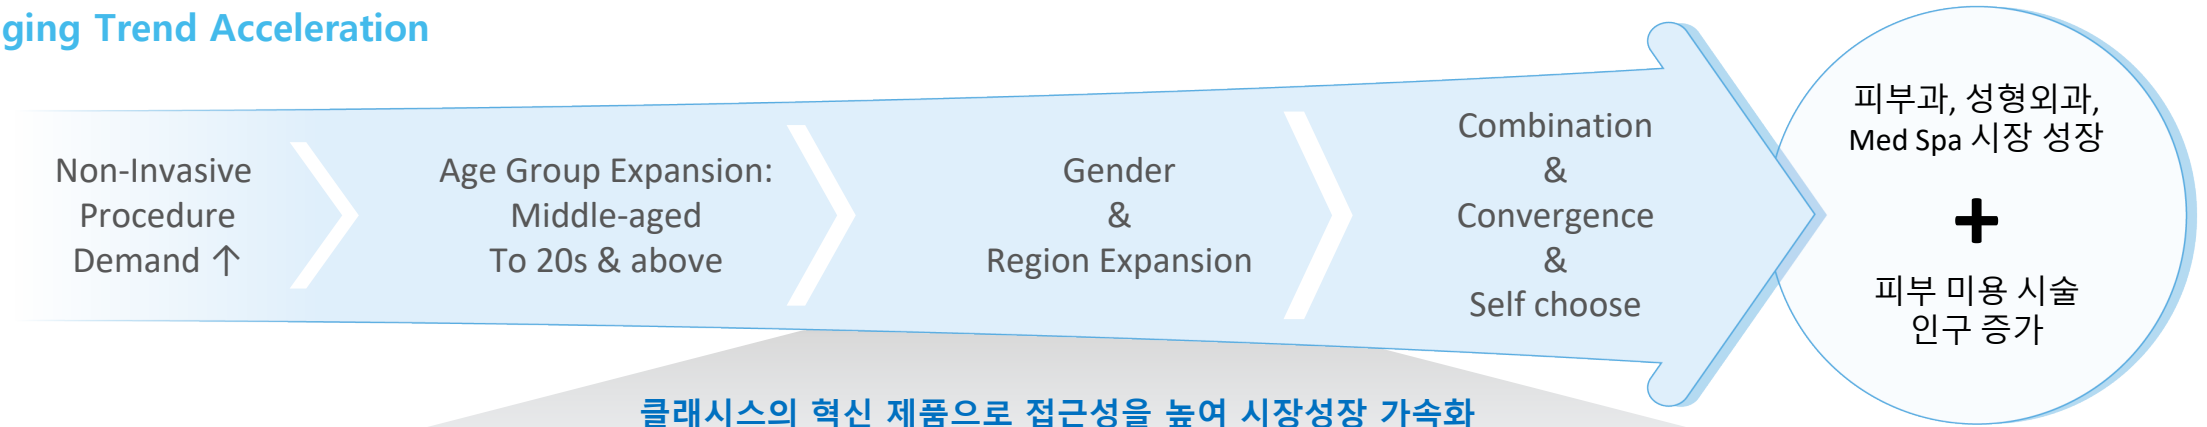 ging Trend Acceleration
Non-Invasive
Procedure
Demand ↑
Age Group Expansion:
Middle-aged
To 20s & above
Gender
&
Region Expansion
Combination
&
Convergence
&
Self choose
피부과, 성형외과,
Med Spa 시장 성장
+
피부 미용 시술
인구 증가
클래시스의 혁신 제품으로 접근성을 높여 시장성장 가속화